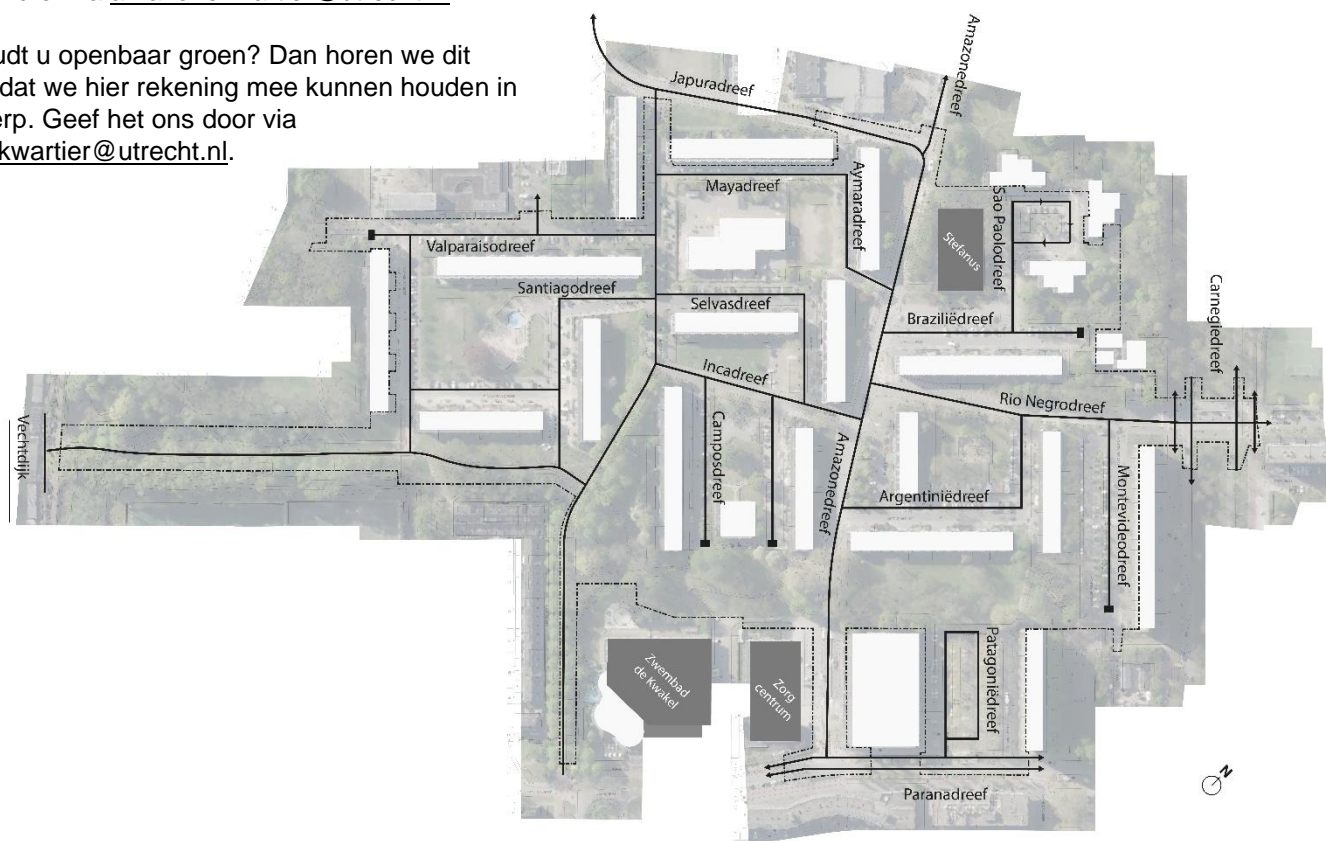 udt u openbaar groen? Dan horen we dit
dat we hier rekening mee kunnen houden in
erp. Geef het ons door via
kwartier@utrecht.nl.
Japuradreef
Amazonedreef
Mayadreef
Aymaradreef
Sao Paolodreef
Stefanus
Valparaisodreef
Santiagodreef
Selvasdreef
Braziliëdreef
Carnegiedreef
Incadreef
Rio Negrodreef
Vechtdijk
Camposdreef
Amazonedreef
Argentiniëdreef
Montevideodreef
Zwembad
de Kwakel
Zorg
centrum
Patagoniëdreef
Paranadreef
N